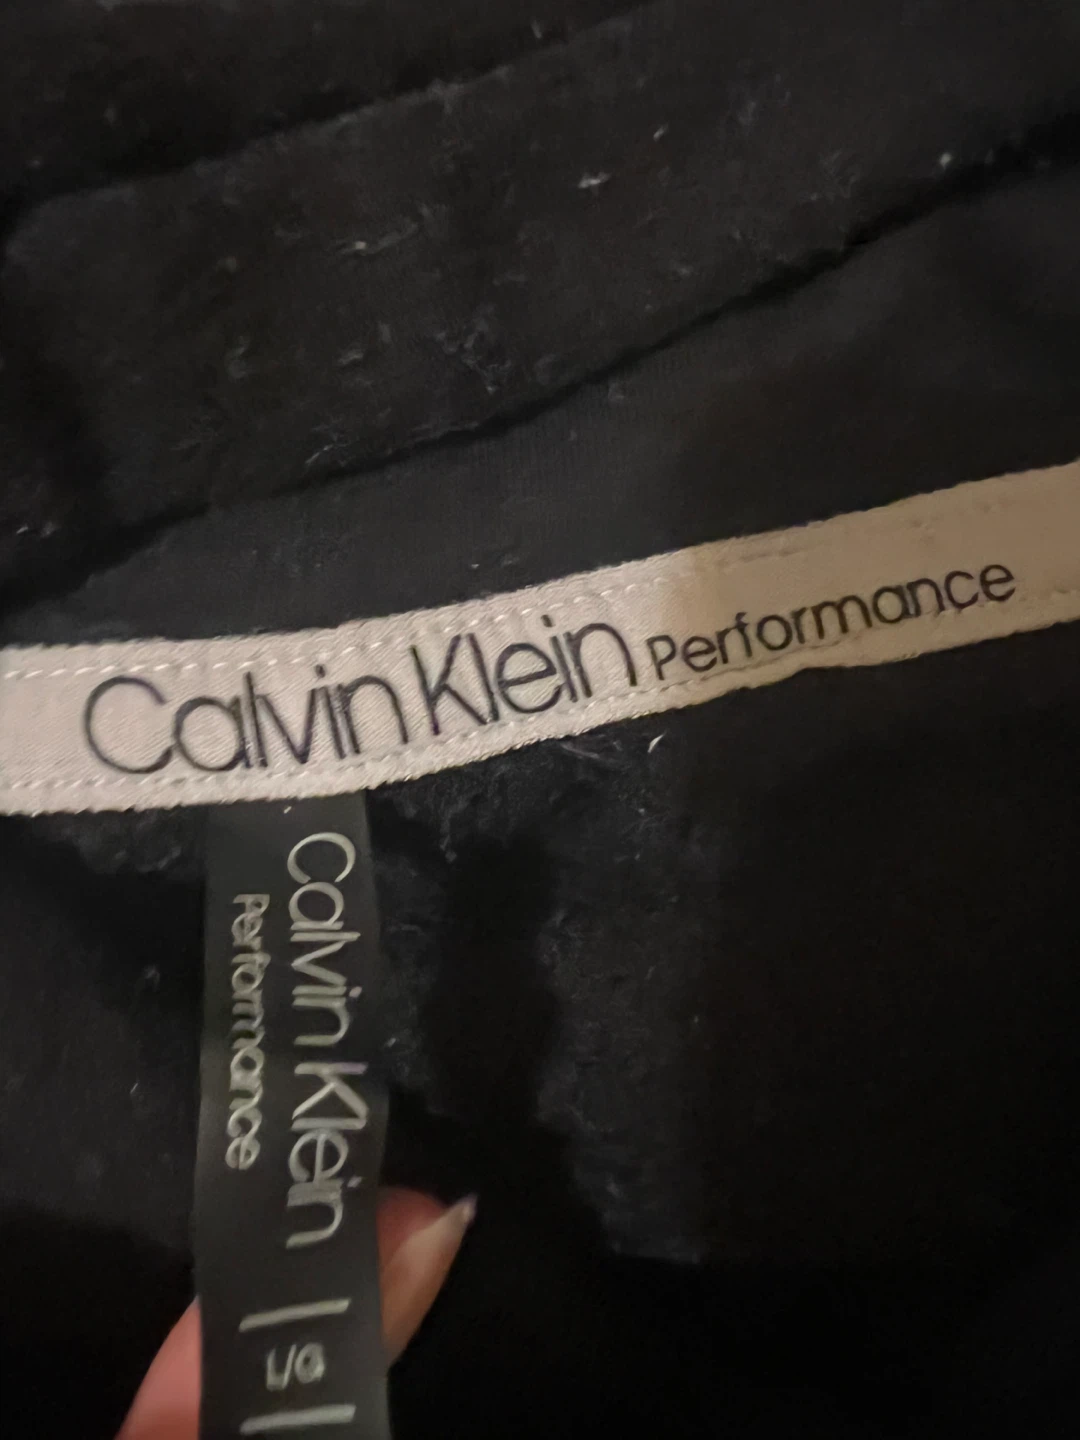 Calvin Klein Performance
Calvin Klein
Performance